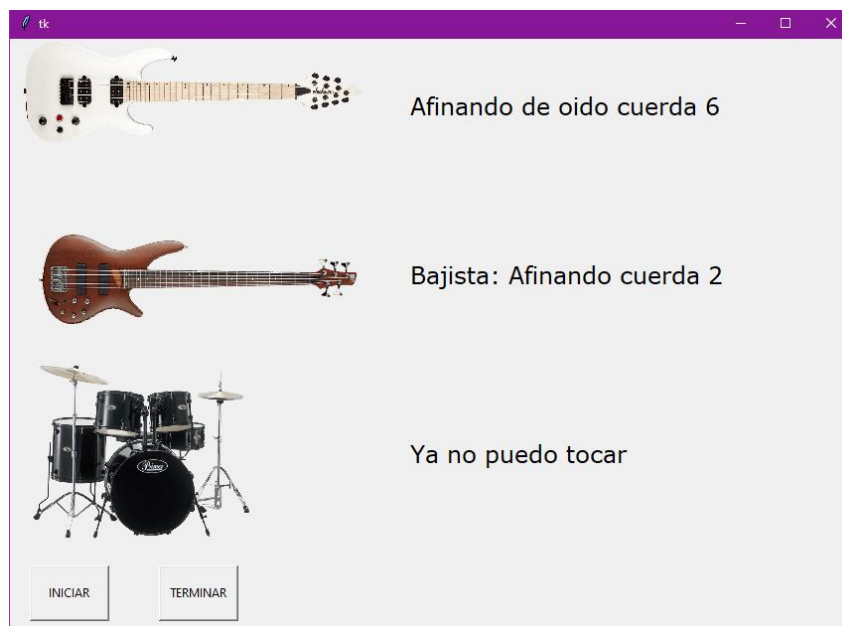 tk
Afinando de oido cuerda 6
Bajista: Afinando cuerda 2
Ya no puedo tocar
INICIAR
TERMINAR